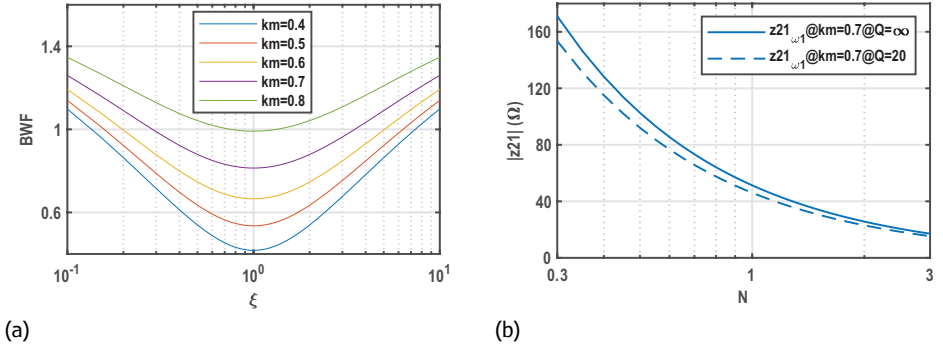 1.6
1
0.6
BWF
km=0.4
km=0.5
km=0.6
km=0.7
km=0.8
10^-1
10^0
10^1
ξ
(a)
160
120
80
40
0
|z21| (Ω)
z21_ω1@km=0.7@Q=∞
z21_ω1@km=0.7@Q=20
0.3
1
3
N
(b)